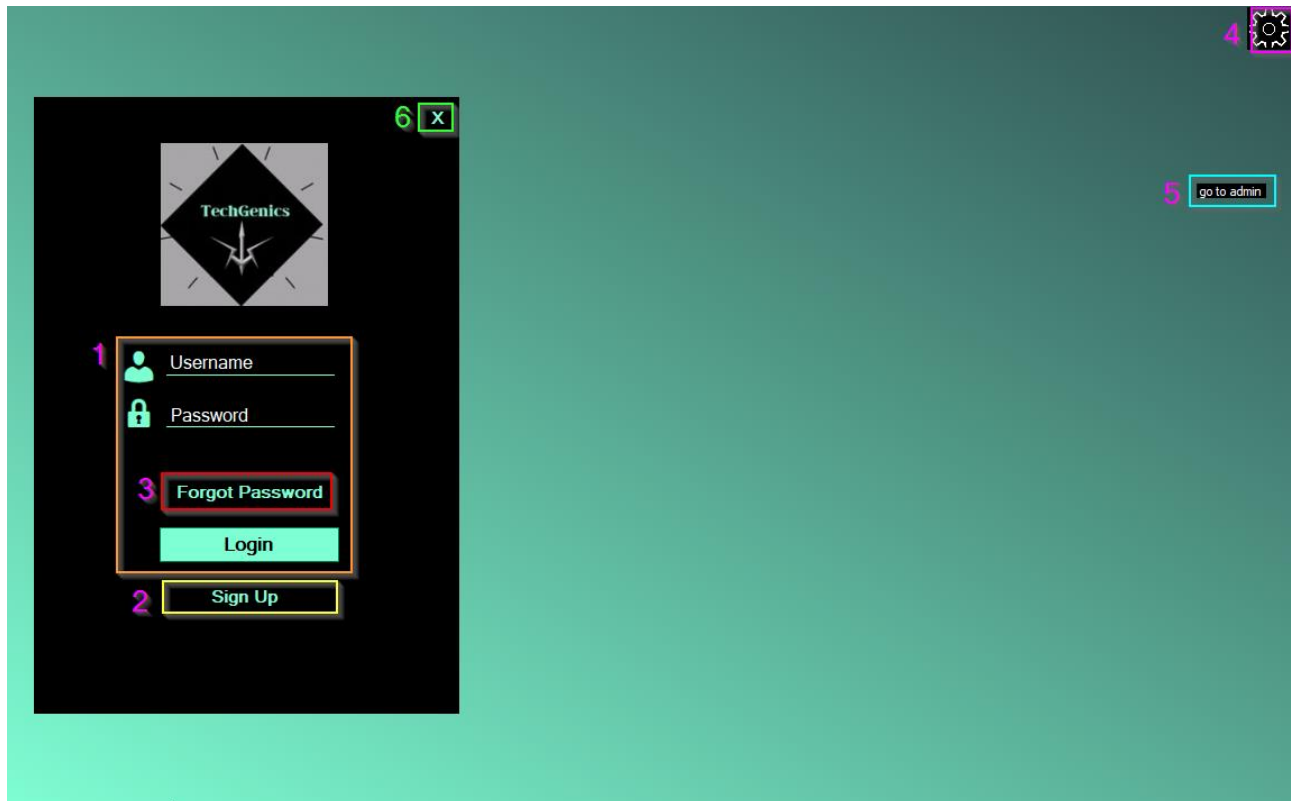 4
6 X
TechGenics
5 go to admin
1 Username
Password
3 Forgot Password
Login
2 Sign Up